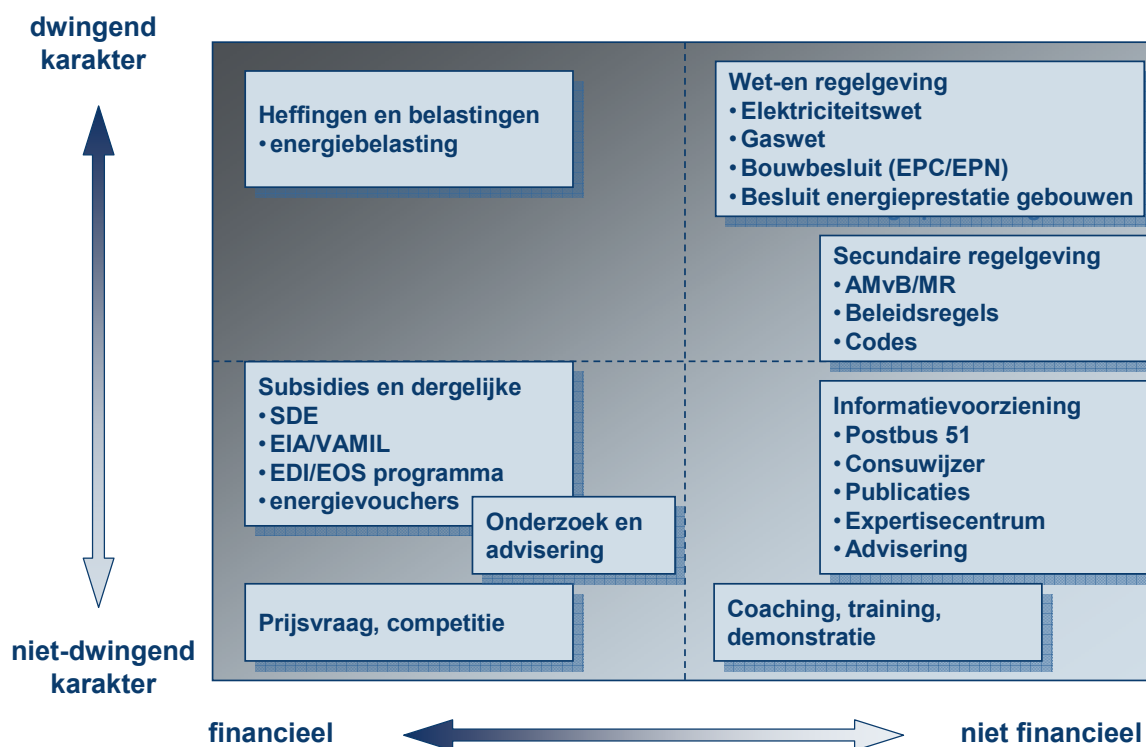 dwingend
karakter
Heffingen en belastingen
•energiebelasting
Wet-en regelgeving
•Elektriciteitswet
•Gaswet
•Bouwbesluit (EPC/EPN)
•Besluit energieprestatie gebouwen
Secundaire regelgeving
•AMvB/MR
•Beleidsregels
•Codes
Subsidies en dergelijke
•SDE
•EIA/VAMIL
•EDI/EOS programma
•energievouchers
Onderzoek en
advisering
Informatievoorziening
•Postbus 51
•Consuwijzer
•Publicaties
•Expertisecentrum
•Advisering
Prijsvraag, competitie
Coaching, training,
demonstratie
niet-dwingend
karakter
financieel
niet financieel